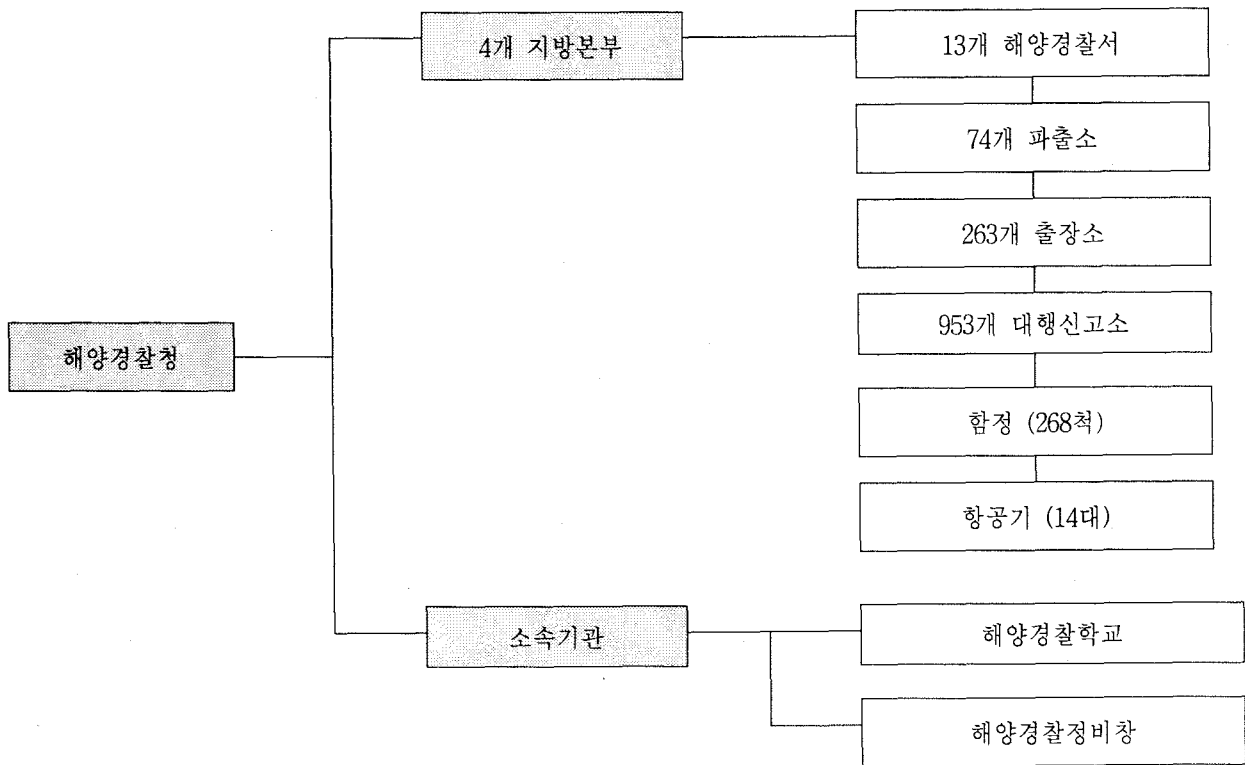 4개 지방본부
13개 해양경찰서
74개 파출소
263개 출장소
953개 대행신고소
해양경찰청
함정 (268척)
항공기 (14대)
소속기관
해양경찰학교
해양경찰정비창